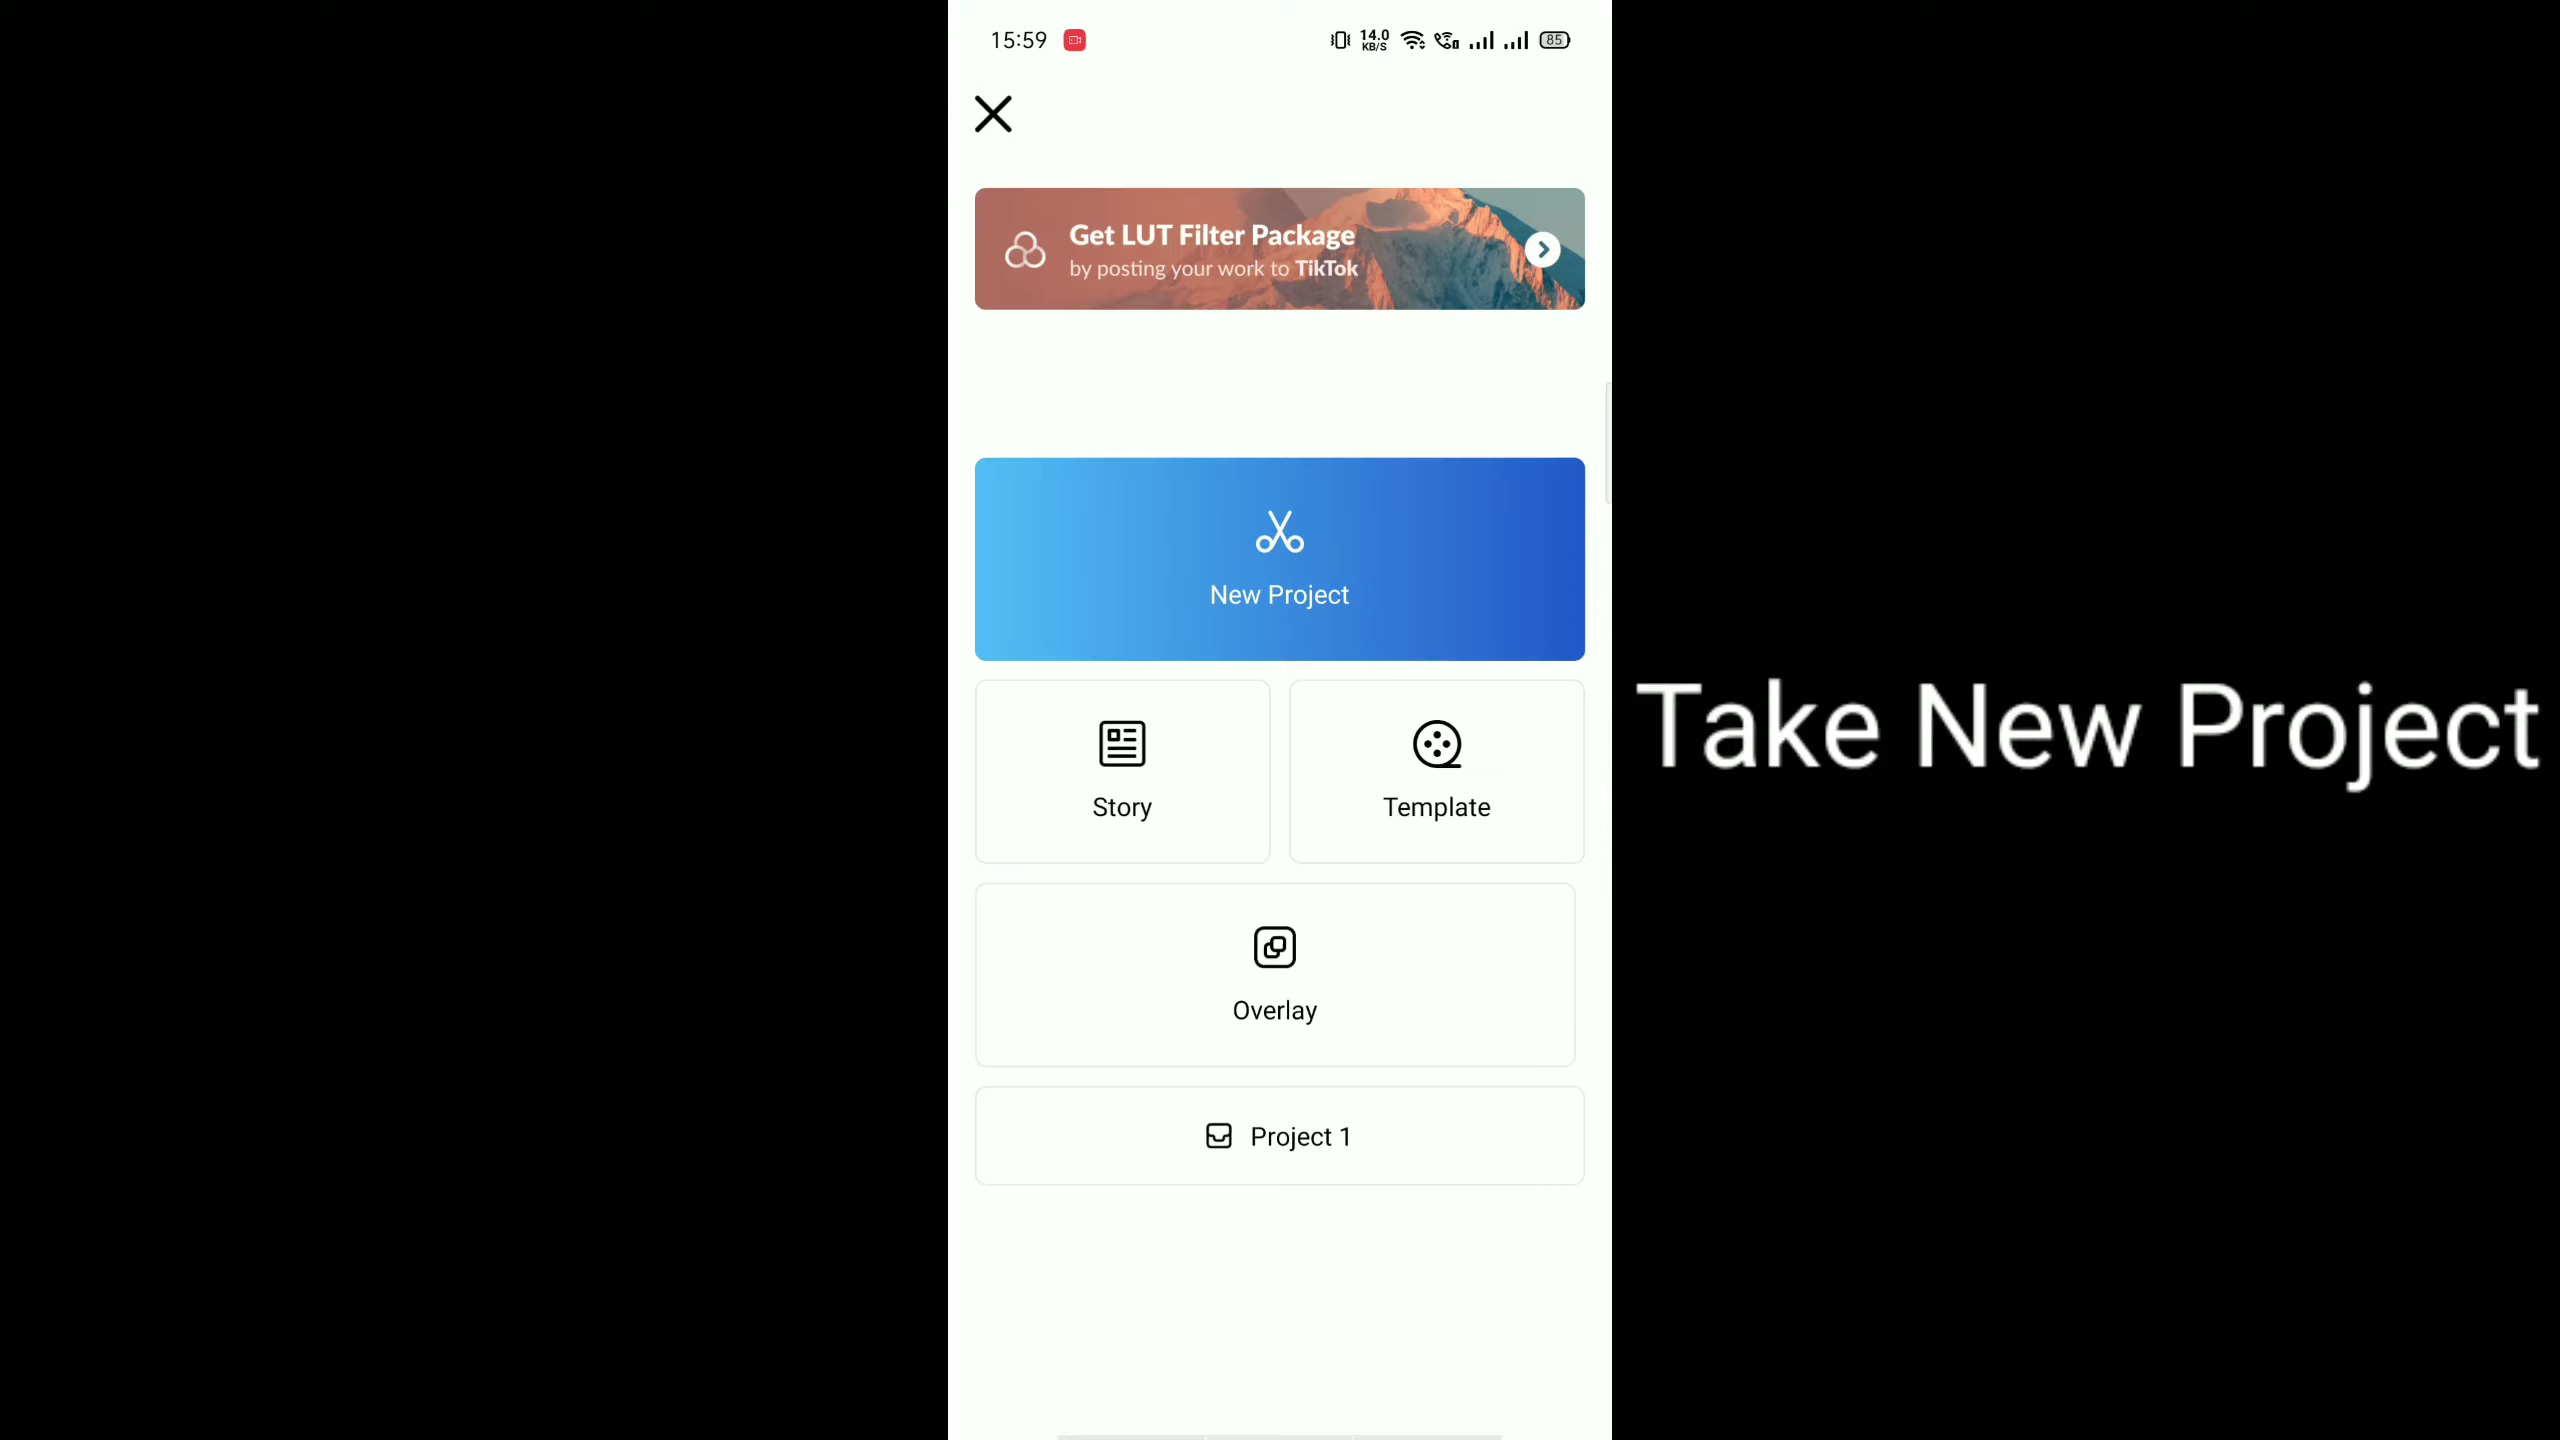 15:59
14.0
KB/S
85
Get LUT Filter Package
by posting your work to TikTok
New Project
Take New Project
Story
Template
Overlay
Project 1